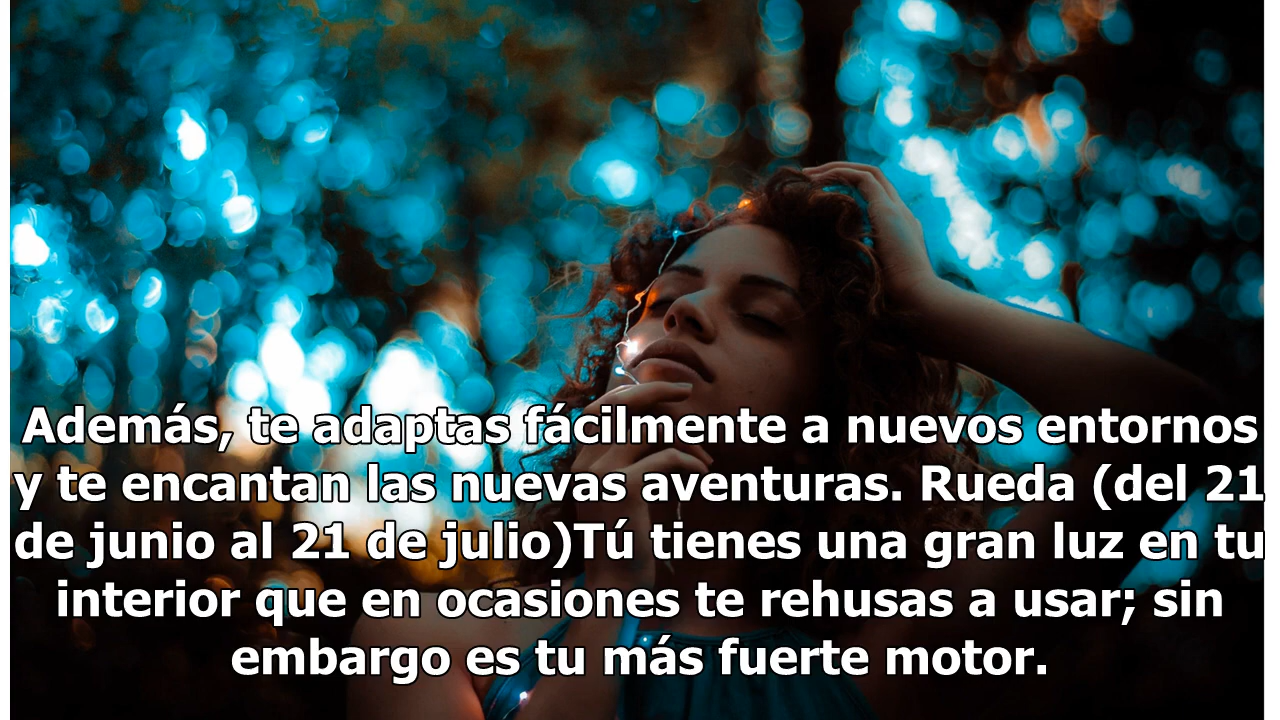 Además, te adaptas fácilmente a nuevos entornos
y te encantan las nuevas aventuras. Rueda (del 21
de junio al 21 de julio)Tú tienes una gran luz en tu
interior que en ocasiones te rehusas a usar; sin
embargo es tu más fuerte motor.